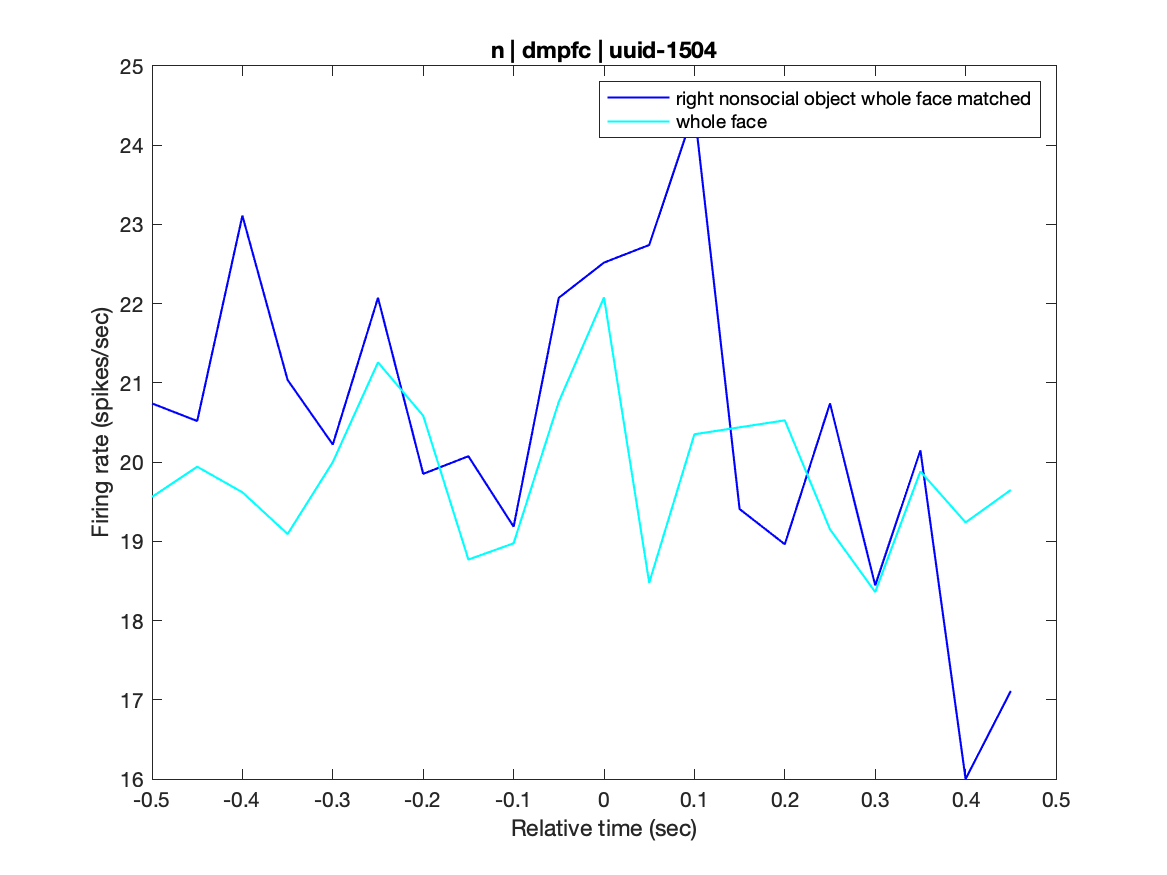 n | dmpfc | uuid-1504
right nonsocial object whole face matched
whole face
25
24
23
22
21
20
19
18
17
16
Firing rate (spikes/sec)
-0.5 -0.4 -0.3 -0.2 -0.1 0 0.1 0.2 0.3 0.4 0.5
Relative time (sec)